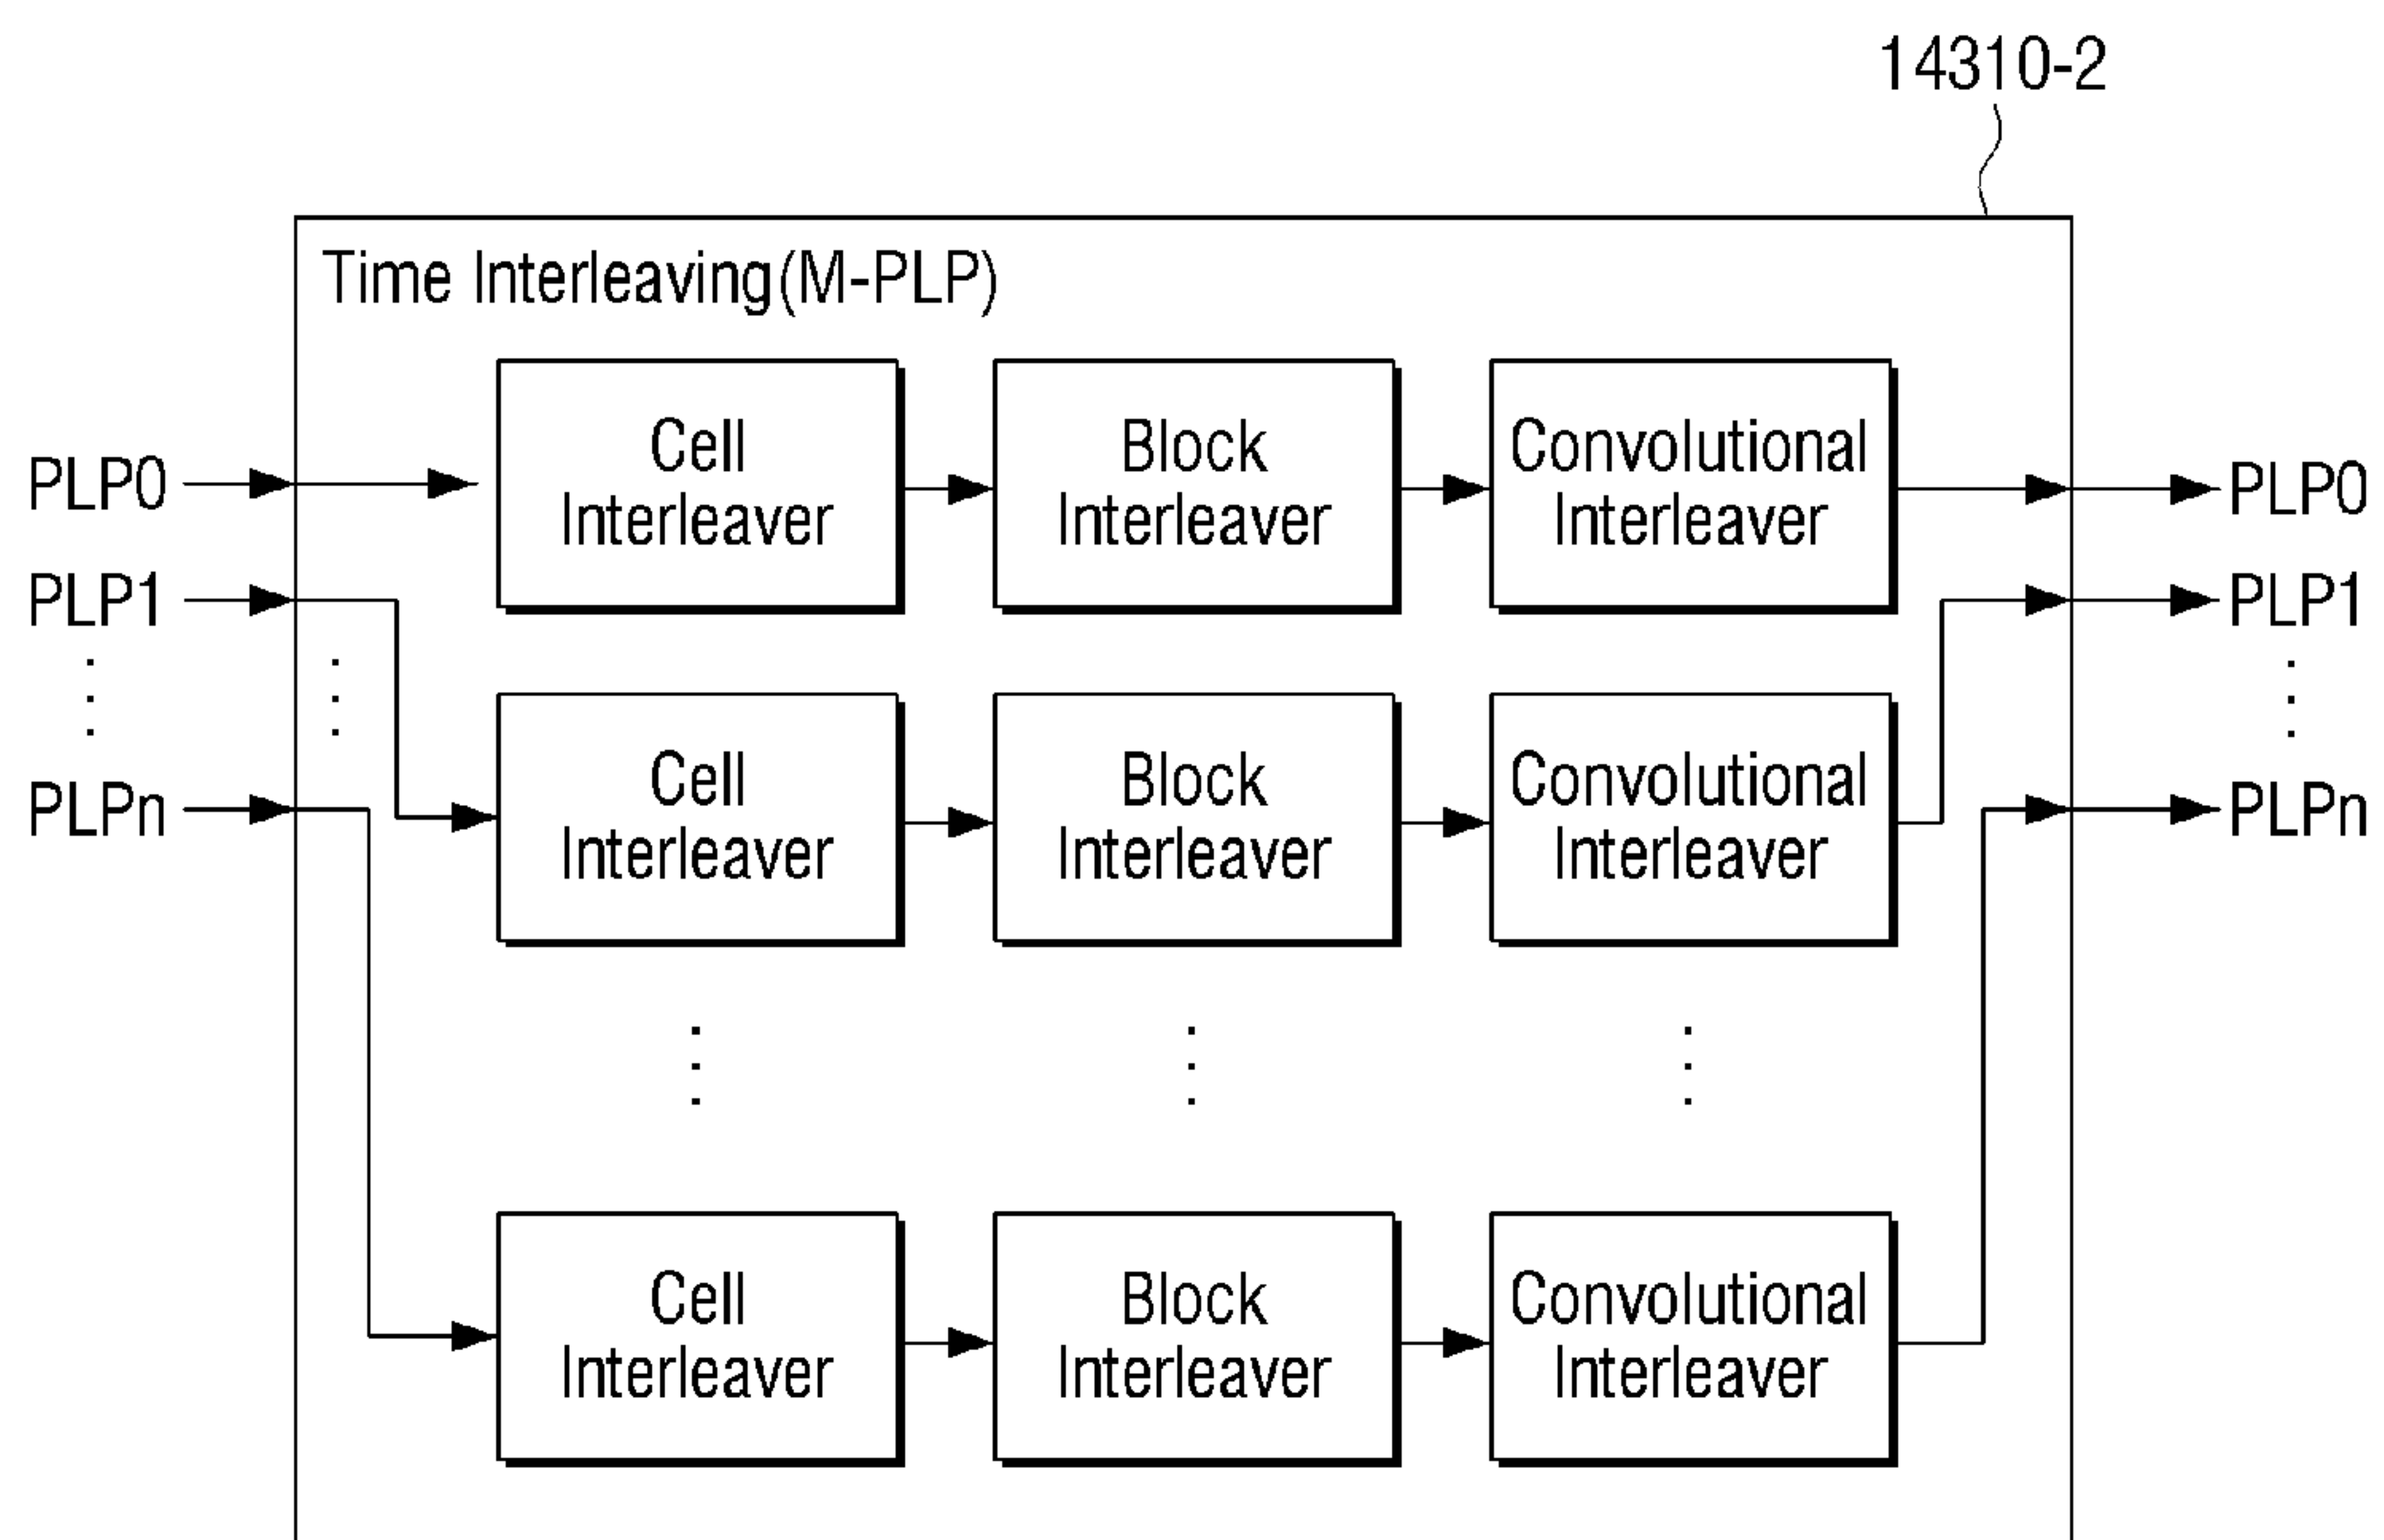 14310-2
Time Interleaving(M-PLP)
PLP0
Cell
Interleaver
Block
Interleaver
Convolutional
Interleaver
PLP0
PLP1
PLP1
Cell
Interleaver
Block
Interleaver
Convolutional
Interleaver
PLPn
PLPn
Cell
Interleaver
Block
Interleaver
Convolutional
Interleaver